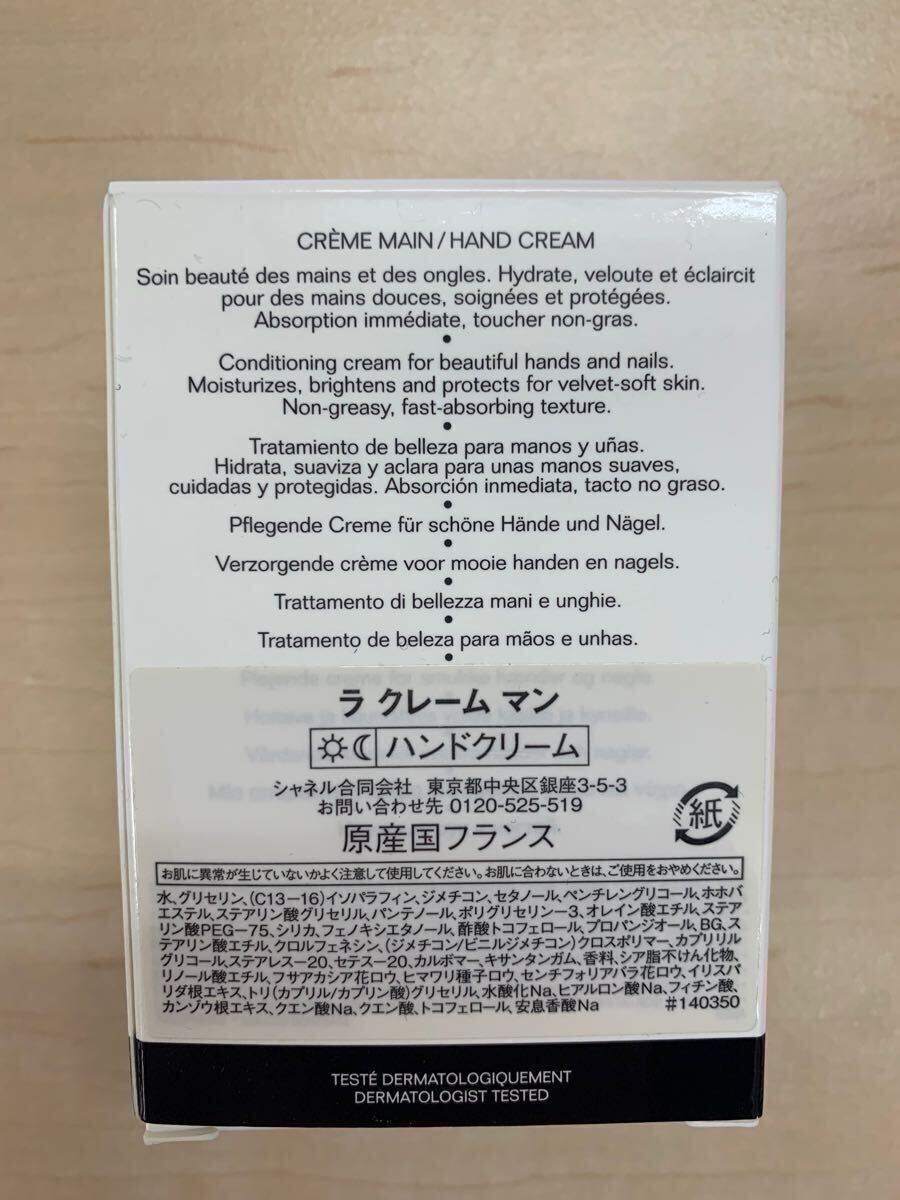 CRÈME MAIN / HAND CREAM
Soin beauté des mains et des ongles. Hydrate, veloute et éclaircit
pour des mains douces, soignées et protégées.
Absorption immédiate, toucher non-gras.
•
Conditioning cream for beautiful hands and nails.
Moisturizes, brightens and protects for velvet-soft skin.
Non-greasy, fast-absorbing texture.
•
Tratamiento de belleza para manos y uñas.
Hidrata, suaviza y aclara para unas manos suaves,
cuidadas y protegidas. Absorción inmediata, tacto no graso.
•
Pflegende Creme für schöne Hände und Nägel.
•
Verzorgende crème voor mooie handen en nagels.
•
Trattamento di bellezza mani e unghie.
•
Tratamento de beleza para mãos e unhas.
•
ラ クレーム マン
ハンドクリーム
シャネル合同会社 東京都中央区銀座3-5-3
お問い合わせ先 0120-525-519
紙
原産国フランス
お肌に異常が生じていないかよく注意して使用してください。お肌に合わないときは、ご使用をおやめください。
水、グリセリン、(C13-16)イソパラフィン、ジメチコン、セタノール、ペンチレングリコール、ホホバ
エステル、ステアリン酸グリセリル、パンテノール、ポリグリセリン-3、オレイン酸エチル、ステア
リン酸PEG-75、シリカ、フェノキシエタノール、酢酸トコフェロール、プロパンジオール、BG、ス
テアリン酸エチル、クロルフェネシン、(ジメチコン/ビニルジメチコン)クロスポリマー、カプリリル
グリコール、ステアレス-20、セテス-20、カルボマー、キサンタンガム、香料、シア脂不けん化物、
リノール酸エチル、フサアカシア花ロウ、ヒマワリ種子ロウ、センチフォリアバラ花ロウ、イリスパ
リダ根エキス、トリ(カプリル/カプリン酸)グリセリル、水酸化Na、ヒアルロン酸Na、フィチン酸、
カンゾウ根エキス、クエン酸Na、クエン酸、トコフェロール、安息香酸Na #140350
TESTÉ DERMATOLOGIQUEMENT
DERMATOLOGIST TESTED